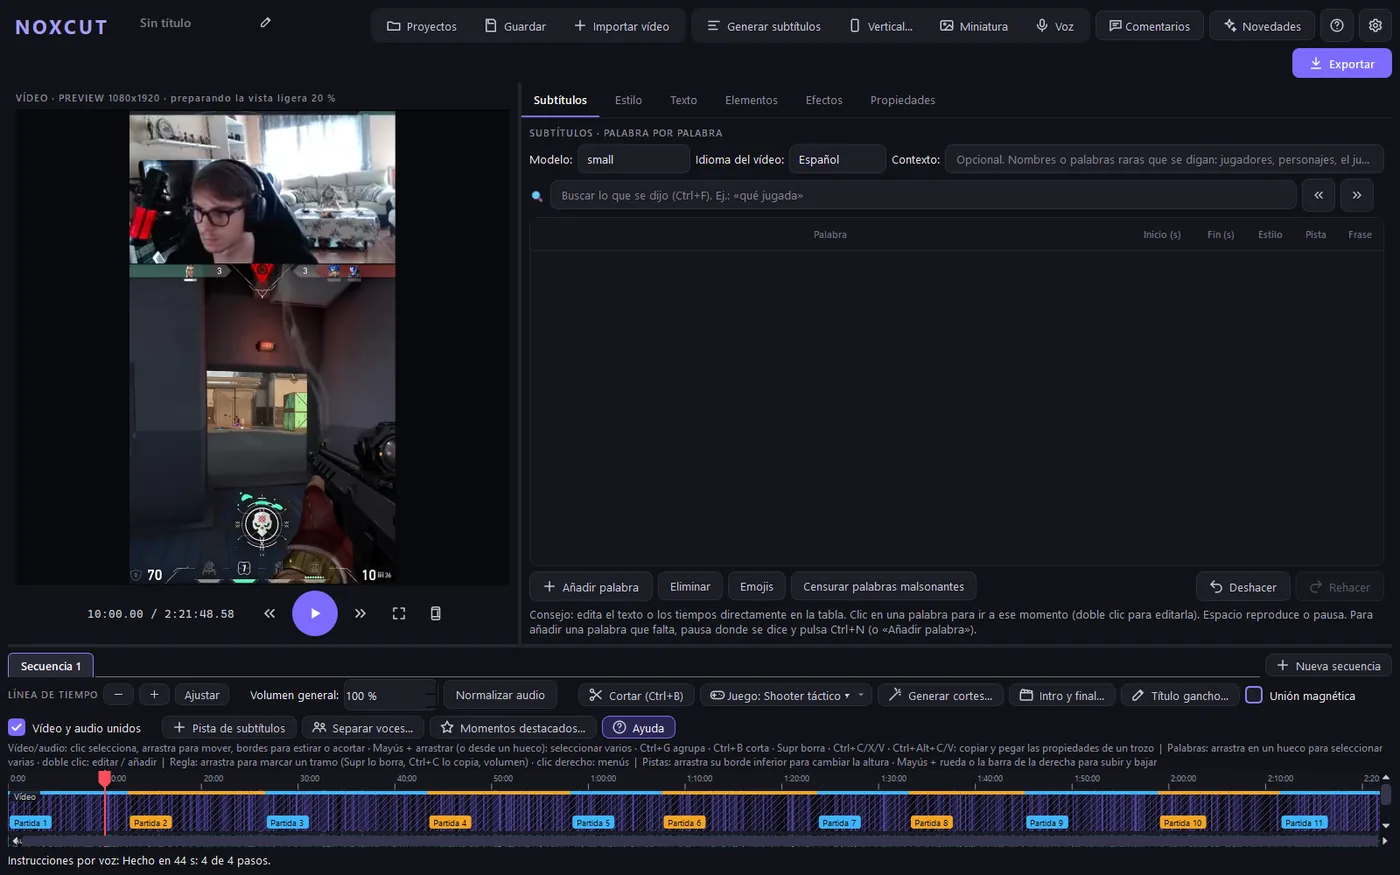 NOXCUT
Sin título
Proyectos
Guardar
Importar vídeo
Generar subtítulos
Vertical...
Miniatura
Voz
Comentarios
Novedades
Exportar
VÍDEO · PREVIEW 1080x1920 · preparando la vista ligera 20 %
3
3
70
7
10
36
10:00.00 / 2:21:48.58
Subtítulos
Estilo
Texto
Elementos
Efectos
Propiedades
SUBTÍTULOS · PALABRA POR PALABRA
Modelo: small Idioma del vídeo: Español Contexto: Opcional. Nombres o palabras raras que se digan: jugadores, personajes, el ju...
Buscar lo que se dijo (Ctrl+F). Ej.: «qué jugada»
« »
Palabra Inicio (s) Fin (s) Estilo Pista Frase
Añadir palabra
Eliminar
Emojis
Censurar palabras malsonantes
Deshacer
Rehacer
Consejo: edita el texto o los tiempos directamente en la tabla. Clic en una palabra para ir a ese momento (doble clic para editarla). Espacio reproduce o pausa. Para
añadir una palabra que falta, pausa donde se dice y pulsa Ctrl+N (o «Añadir palabra»).
Secuencia 1
Nueva secuencia
LÍNEA DE TIEMPO − + Ajustar Volumen general: 100 % Normalizar audio Cortar (Ctrl+B) Juego: Shooter táctico ▾ Generar cortes... Intro y final... Título gancho... Unión magnética
Vídeo y audio unidos Pista de subtítulos Separar voces... Momentos destacados... Ayuda
Vídeo/audio: clic selecciona, arrastra para mover, bordes para estirar o acortar · Mayús + arrastrar (o desde un hueco): seleccionar varios · Ctrl+G agrupa · Ctrl+B corta · Supr borra · Ctrl+C/X/V · Ctrl+Alt+C/V: copiar y pegar las propiedades de un trozo | Palabras: arrastra en un hueco para seleccionar
varias · doble clic: editar / añadir | Regla: arrastra para marcar un tramo (Supr lo borra, Ctrl+C lo copia, volumen) · clic derecho: menús | Pistas: arrastra su borde inferior para cambiar la altura · Mayús + rueda o la barra de la derecha para subir y bajar
0:00 0:00 20:00 30:00 40:00 50:00 1:00:00 1:10:00 1:20:00 1:30:00 1:40:00 1:50:00 2:00:00 2:10:00 2:20
Vídeo
Partida 1 Partida 2 Partida 3 Partida 4 Partida 5 Partida 6 Partida 7 Partida 8 Partida 9 Partida 10 Partida 11
Instrucciones por voz: Hecho en 44 s: 4 de 4 pasos.